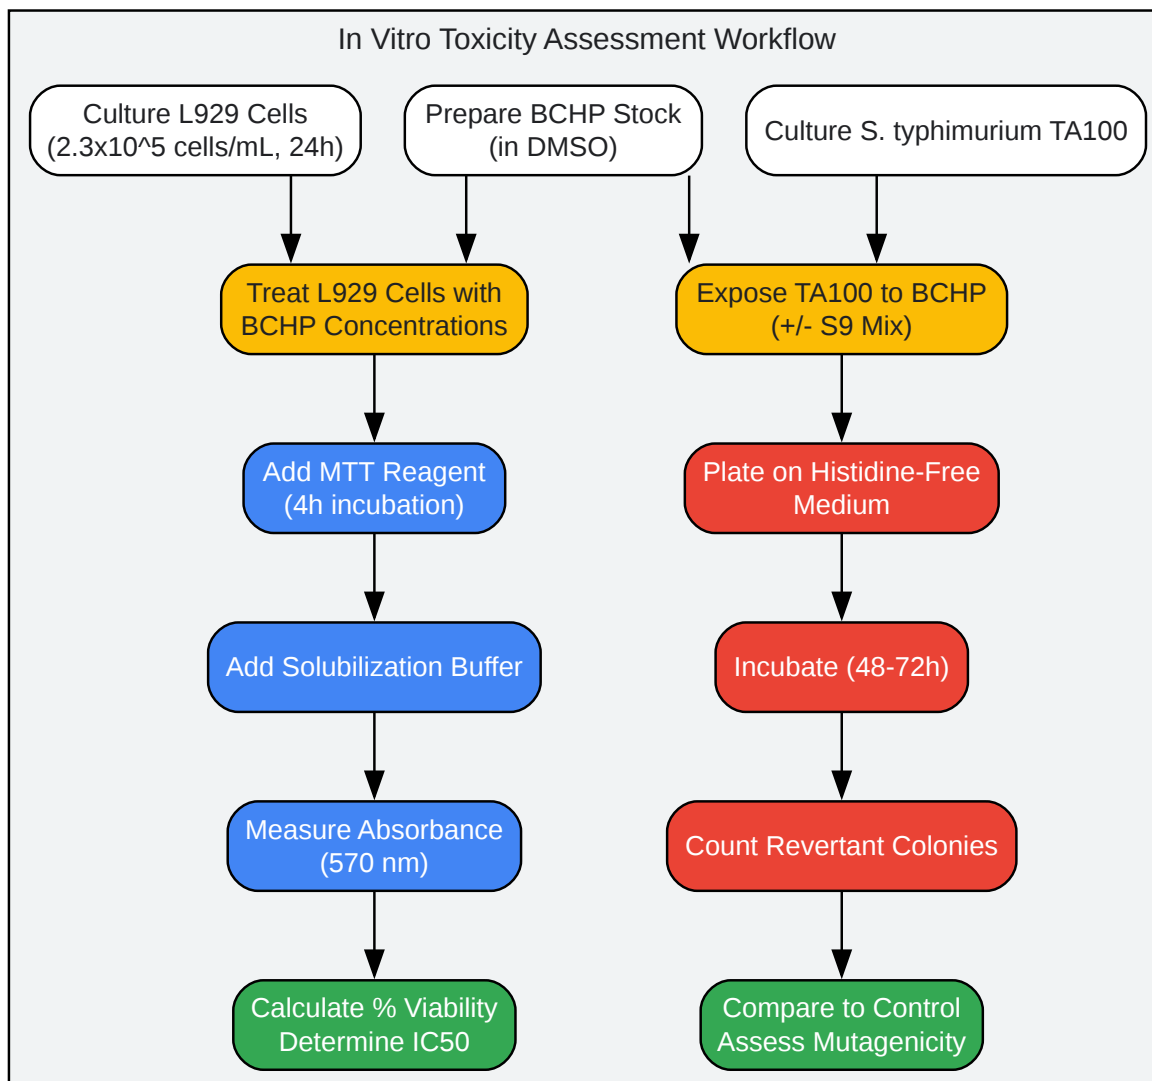 In Vitro Toxicity Assessment Workflow
Culture L929 Cells
(2.3x10^5 cells/mL, 24h)
Prepare BCHP Stock
(in DMSO)
Culture S. typhimurium TA100
Treat L929 Cells with
BCHP Concentrations
Expose TA100 to BCHP
(+/- S9 Mix)
Add MTT Reagent
(4h incubation)
Plate on Histidine-Free
Medium
Add Solubilization Buffer
Incubate (48-72h)
Measure Absorbance
(570 nm)
Count Revertant Colonies
Calculate % Viability
Determine IC50
Compare to Control
Assess Mutagenicity